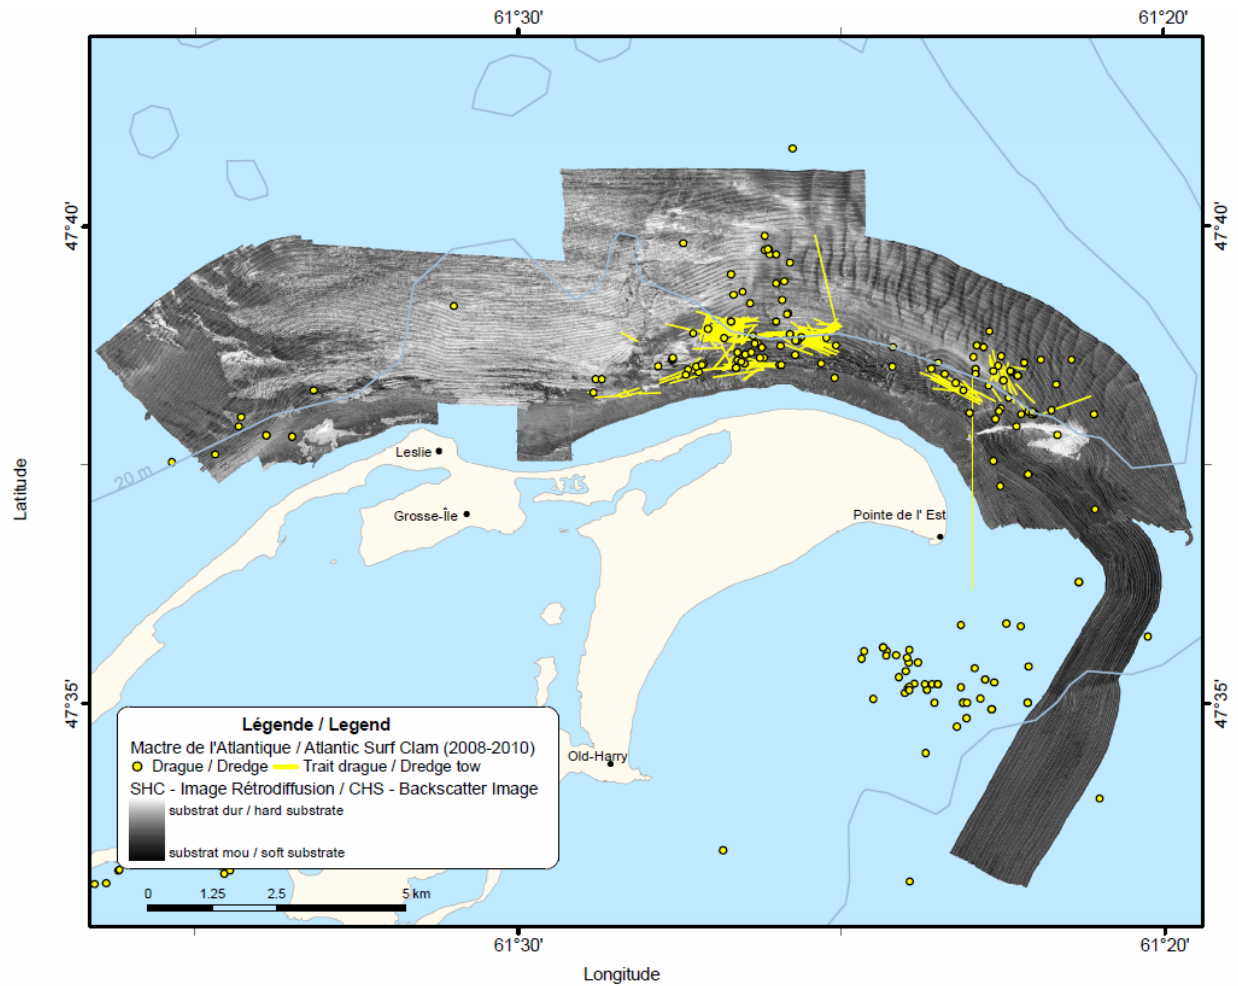 61°30'
61°20'
47°40'
47°40'
20 m
Leslie
Grosse-Île
Pointe de l' Est
Latitude
47°35'
47°35'
Old-Harry
Légende / Legend
Mactre de l'Atlantique / Atlantic Surf Clam (2008-2010)
Drague / Dredge
Trait drague / Dredge tow
SHC - Image Rétrodiffusion / CHS - Backscatter Image
substrat dur / hard substrate
substrat mou / soft substrate
0 1.25 2.5 5 km
61°30'
61°20'
Longitude